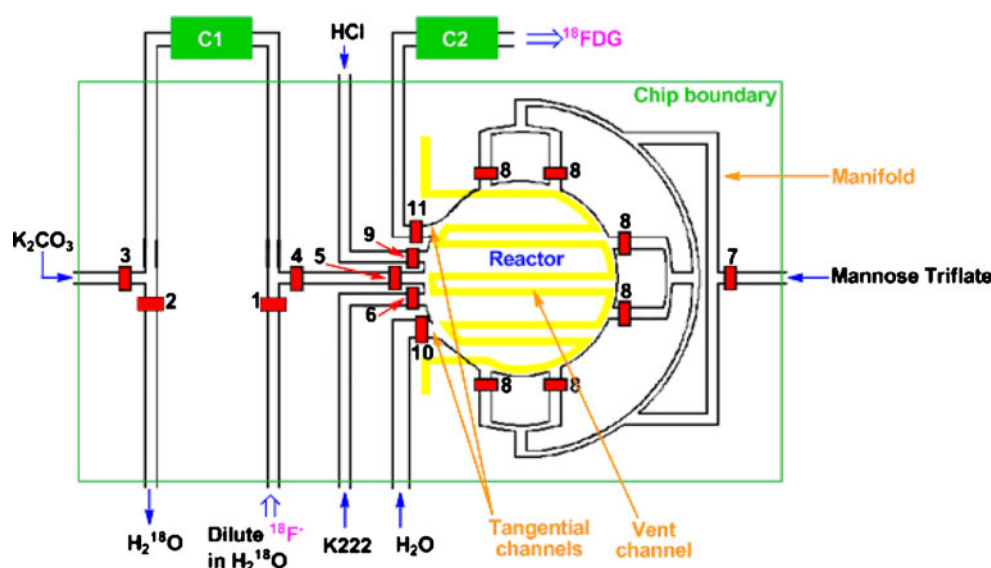 C1
HCl
C2
¹⁸FDG
Chip boundary
8
8
Manifold
11
9
8
K₂CO₃
3
4
5
Reactor
7
Mannose Triflate
2
1
6
8
10
8
8
H₂¹⁸O
Dilute ¹⁸F⁻
in H₂¹⁸O
K222
H₂O
Tangential
channels
Vent
channel